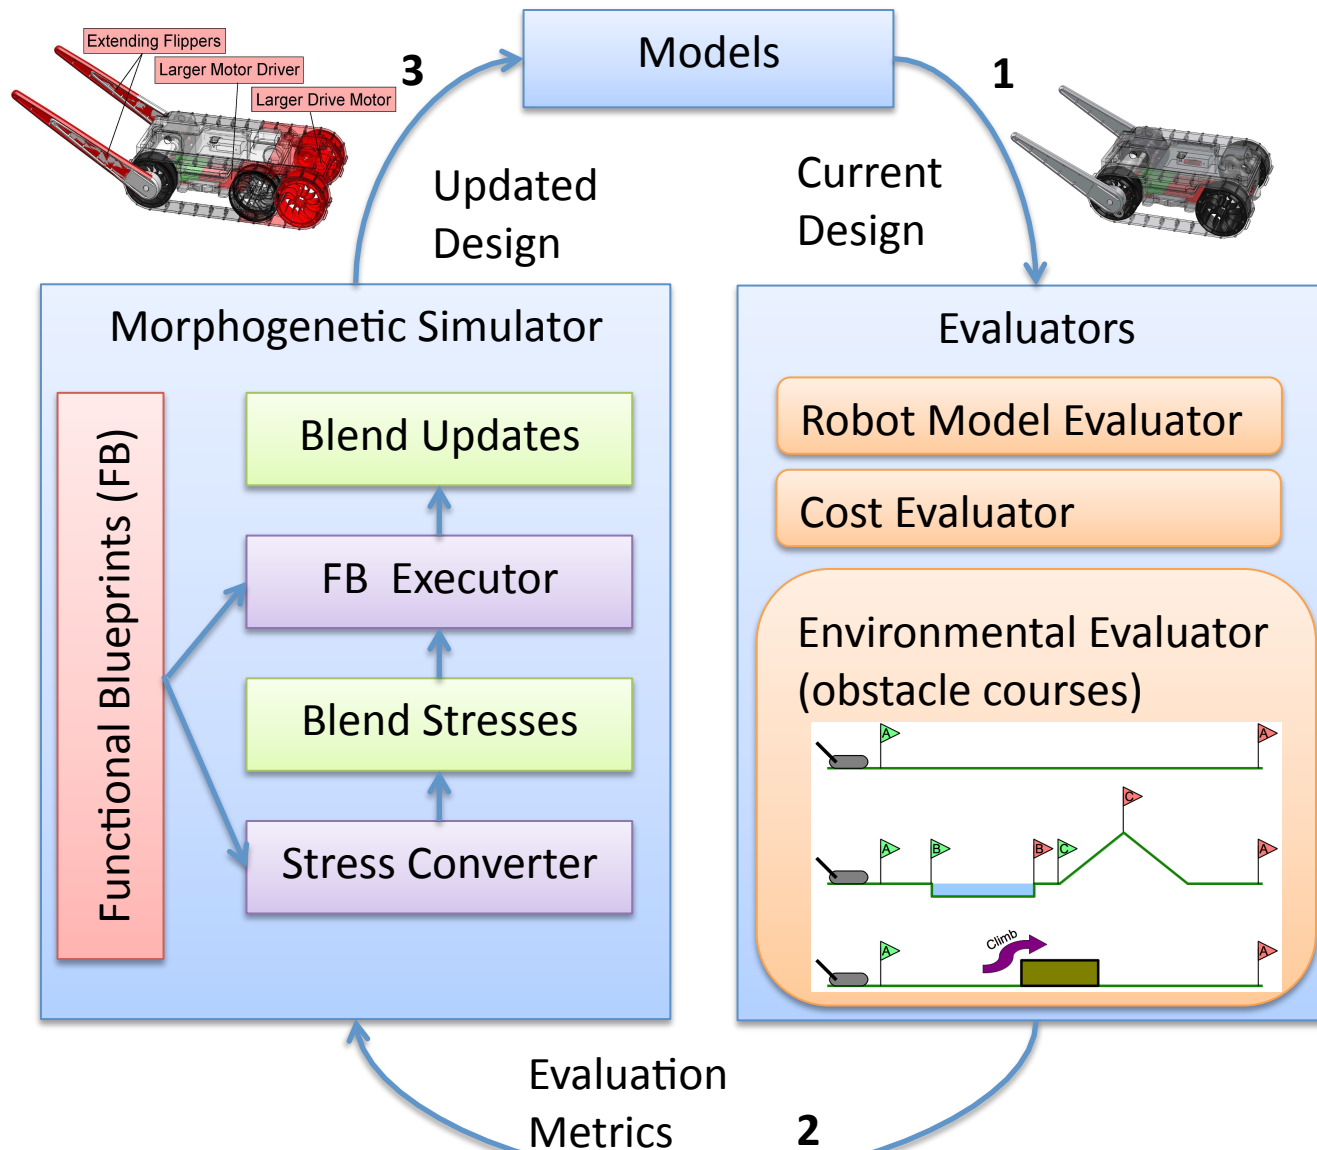 Extending Flippers
Larger Motor Driver
Larger Drive Motor
3
Models
1
Updated
Design
Current
Design
Morphogenetic Simulator
Functional Blueprints (FB)
Blend Updates
FB Executor
Blend Stresses
Stress Converter
Evaluators
Robot Model Evaluator
Cost Evaluator
Environmental Evaluator
(obstacle courses)
A A
A B B C C A
A Climb A
Evaluation
Metrics
2